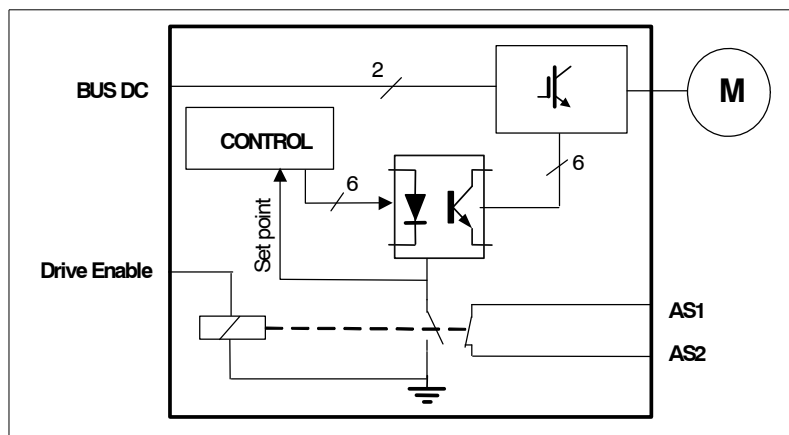 BUS DC
2
M
CONTROL
6
6
Set point
Drive Enable
AS1
AS2